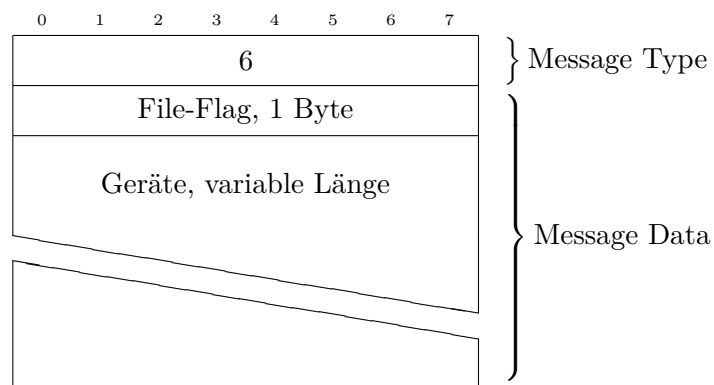 0 1 2 3 4 5 6 7
6
Message Type
File-Flag, 1 Byte
Geräte, variable Länge
Message Data